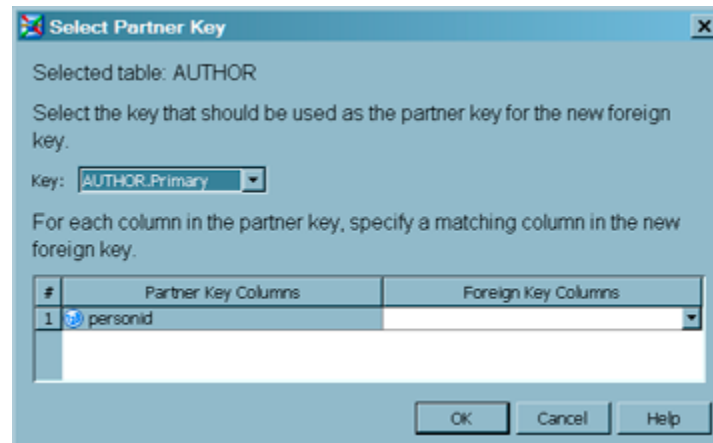 Select Partner Key
Selected table: AUTHOR
Select the key that should be used as the partner key for the new foreign
key.
Key: AUTHOR.Primary
For each column in the partner key, specify a matching column in the new
foreign key.
# Partner Key Columns Foreign Key Columns
1 personid
OK Cancel Help